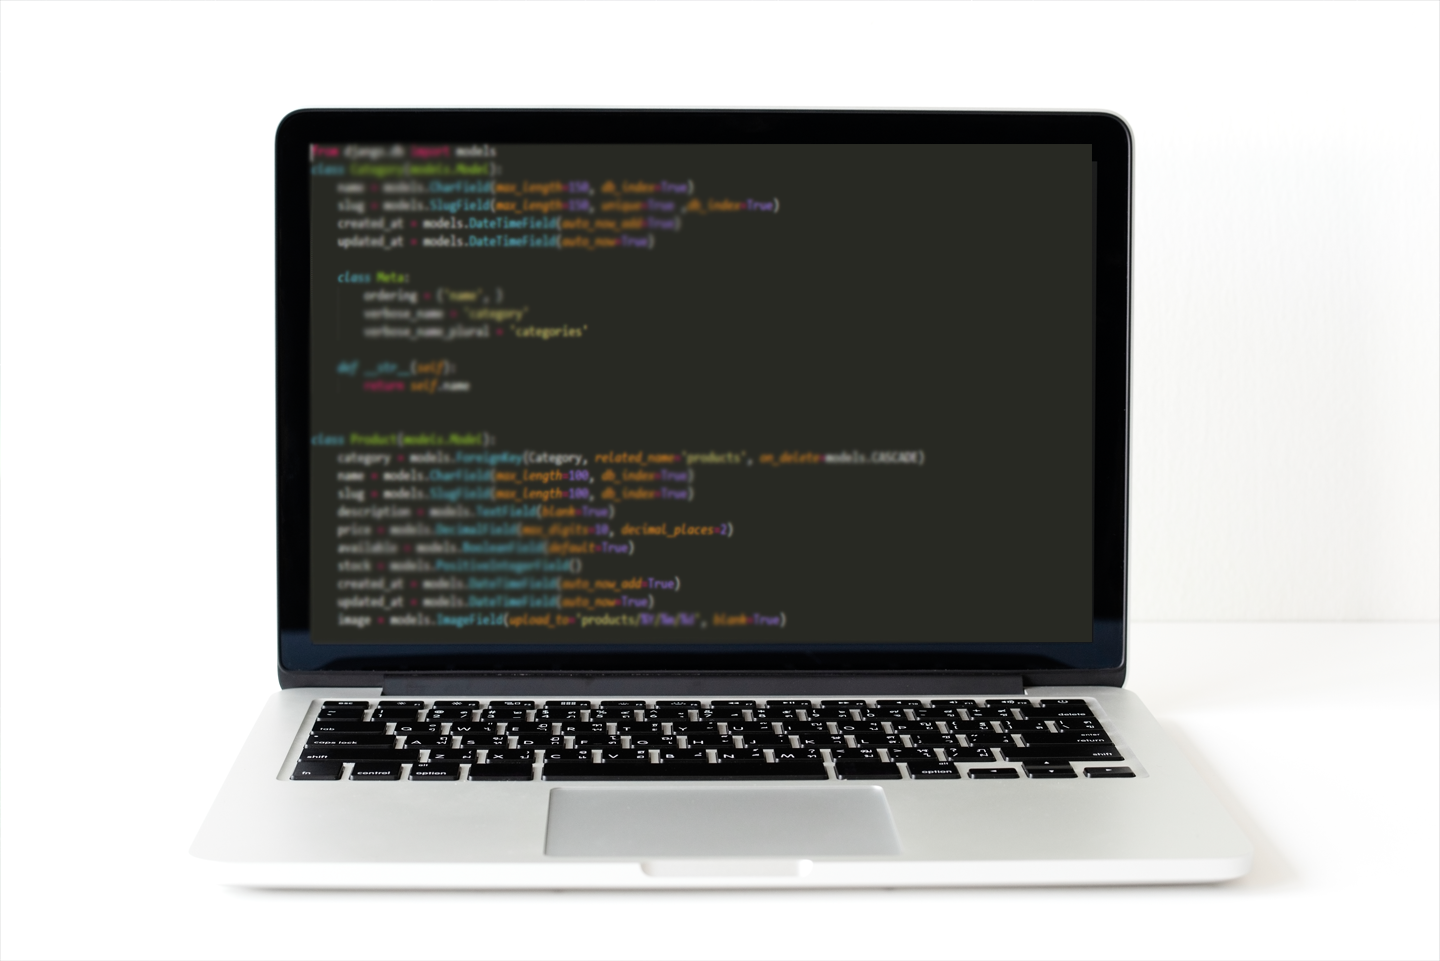 from django.db import models
class Category(models.Model):
name = models.CharField(max_length=150, db_index=True)
slug = models.SlugField(max_length=150, unique=True ,db_index=True)
created_at = models.DateTimeField(auto_now_add=True)
updated_at = models.DateTimeField(auto_now=True)
class Meta:
ordering = ('name', )
verbose_name = 'category'
verbose_name_plural = 'categories'
def __str__(self):
return self.name
class Product(models.Model):
category = models.ForeignKey(Category, related_name='products', on_delete=models.CASCADE)
name = models.CharField(max_length=100, db_index=True)
slug = models.SlugField(max_length=100, db_index=True)
description = models.TextField(blank=True)
price = models.DecimalField(max_digits=10, decimal_places=2)
available = models.BooleanField(default=True)
stock = models.PositiveIntegerField()
created_at = models.DateTimeField(auto_now_add=True)
updated_at = models.DateTimeField(auto_now=True)
image = models.ImageField(upload_to='products/%Y/%m/%d', blank=True)
esc
delete
tab Q W E R T Y U I O P
caps lock A S D F G H J K L enter return
shift Z X C V B N M shift
fn control alt option alt option